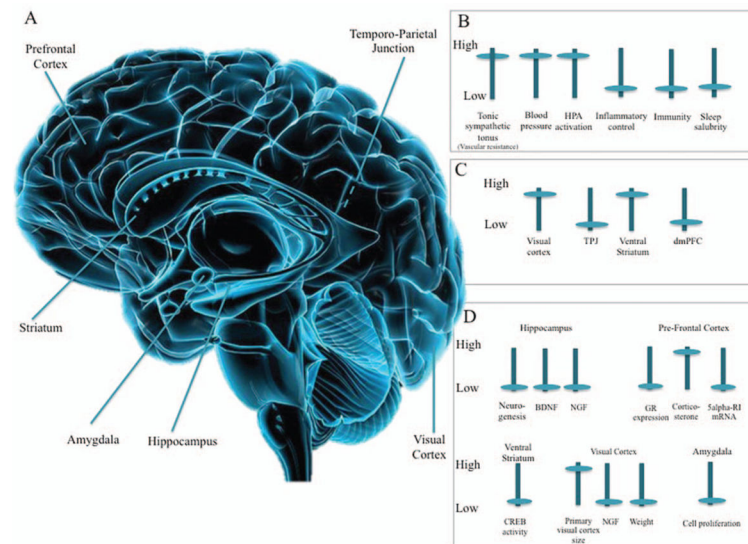 A
Prefrontal
Cortex
Temporo-Parietal
Junction
Striatum
Amygdala
Hippocampus
Visual
Cortex
B
High
Low
Tonic
sympathetic
tonus
(Vascular resistance)
Blood
pressure
HPA
activation
Inflammatory
control
Immunity
Sleep
salubrity
C
High
Low
Visual
cortex
TPJ
Ventral
Striatum
dmPFC
D
Hippocampus
Pre-Frontal Cortex
High
Low
Neuro-
genesis
BDNF
NGF
GR
expression
Cortico-
sterone
5alpha-RI
mRNA
Ventral
Striatum
Visual Cortex
Amygdala
High
Low
CREB
activity
Primary
visual cortex
size
NGF
Weight
Cell proliferation